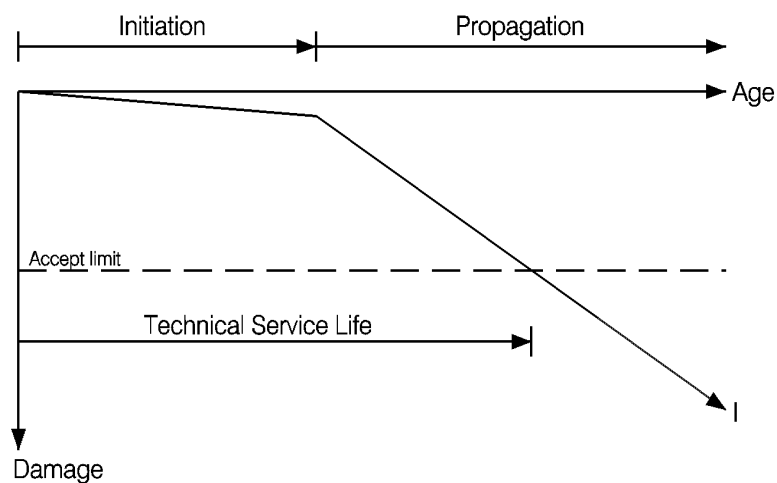 Initiation
Propagation
Age
Accept limit
Technical Service Life
I
Damage